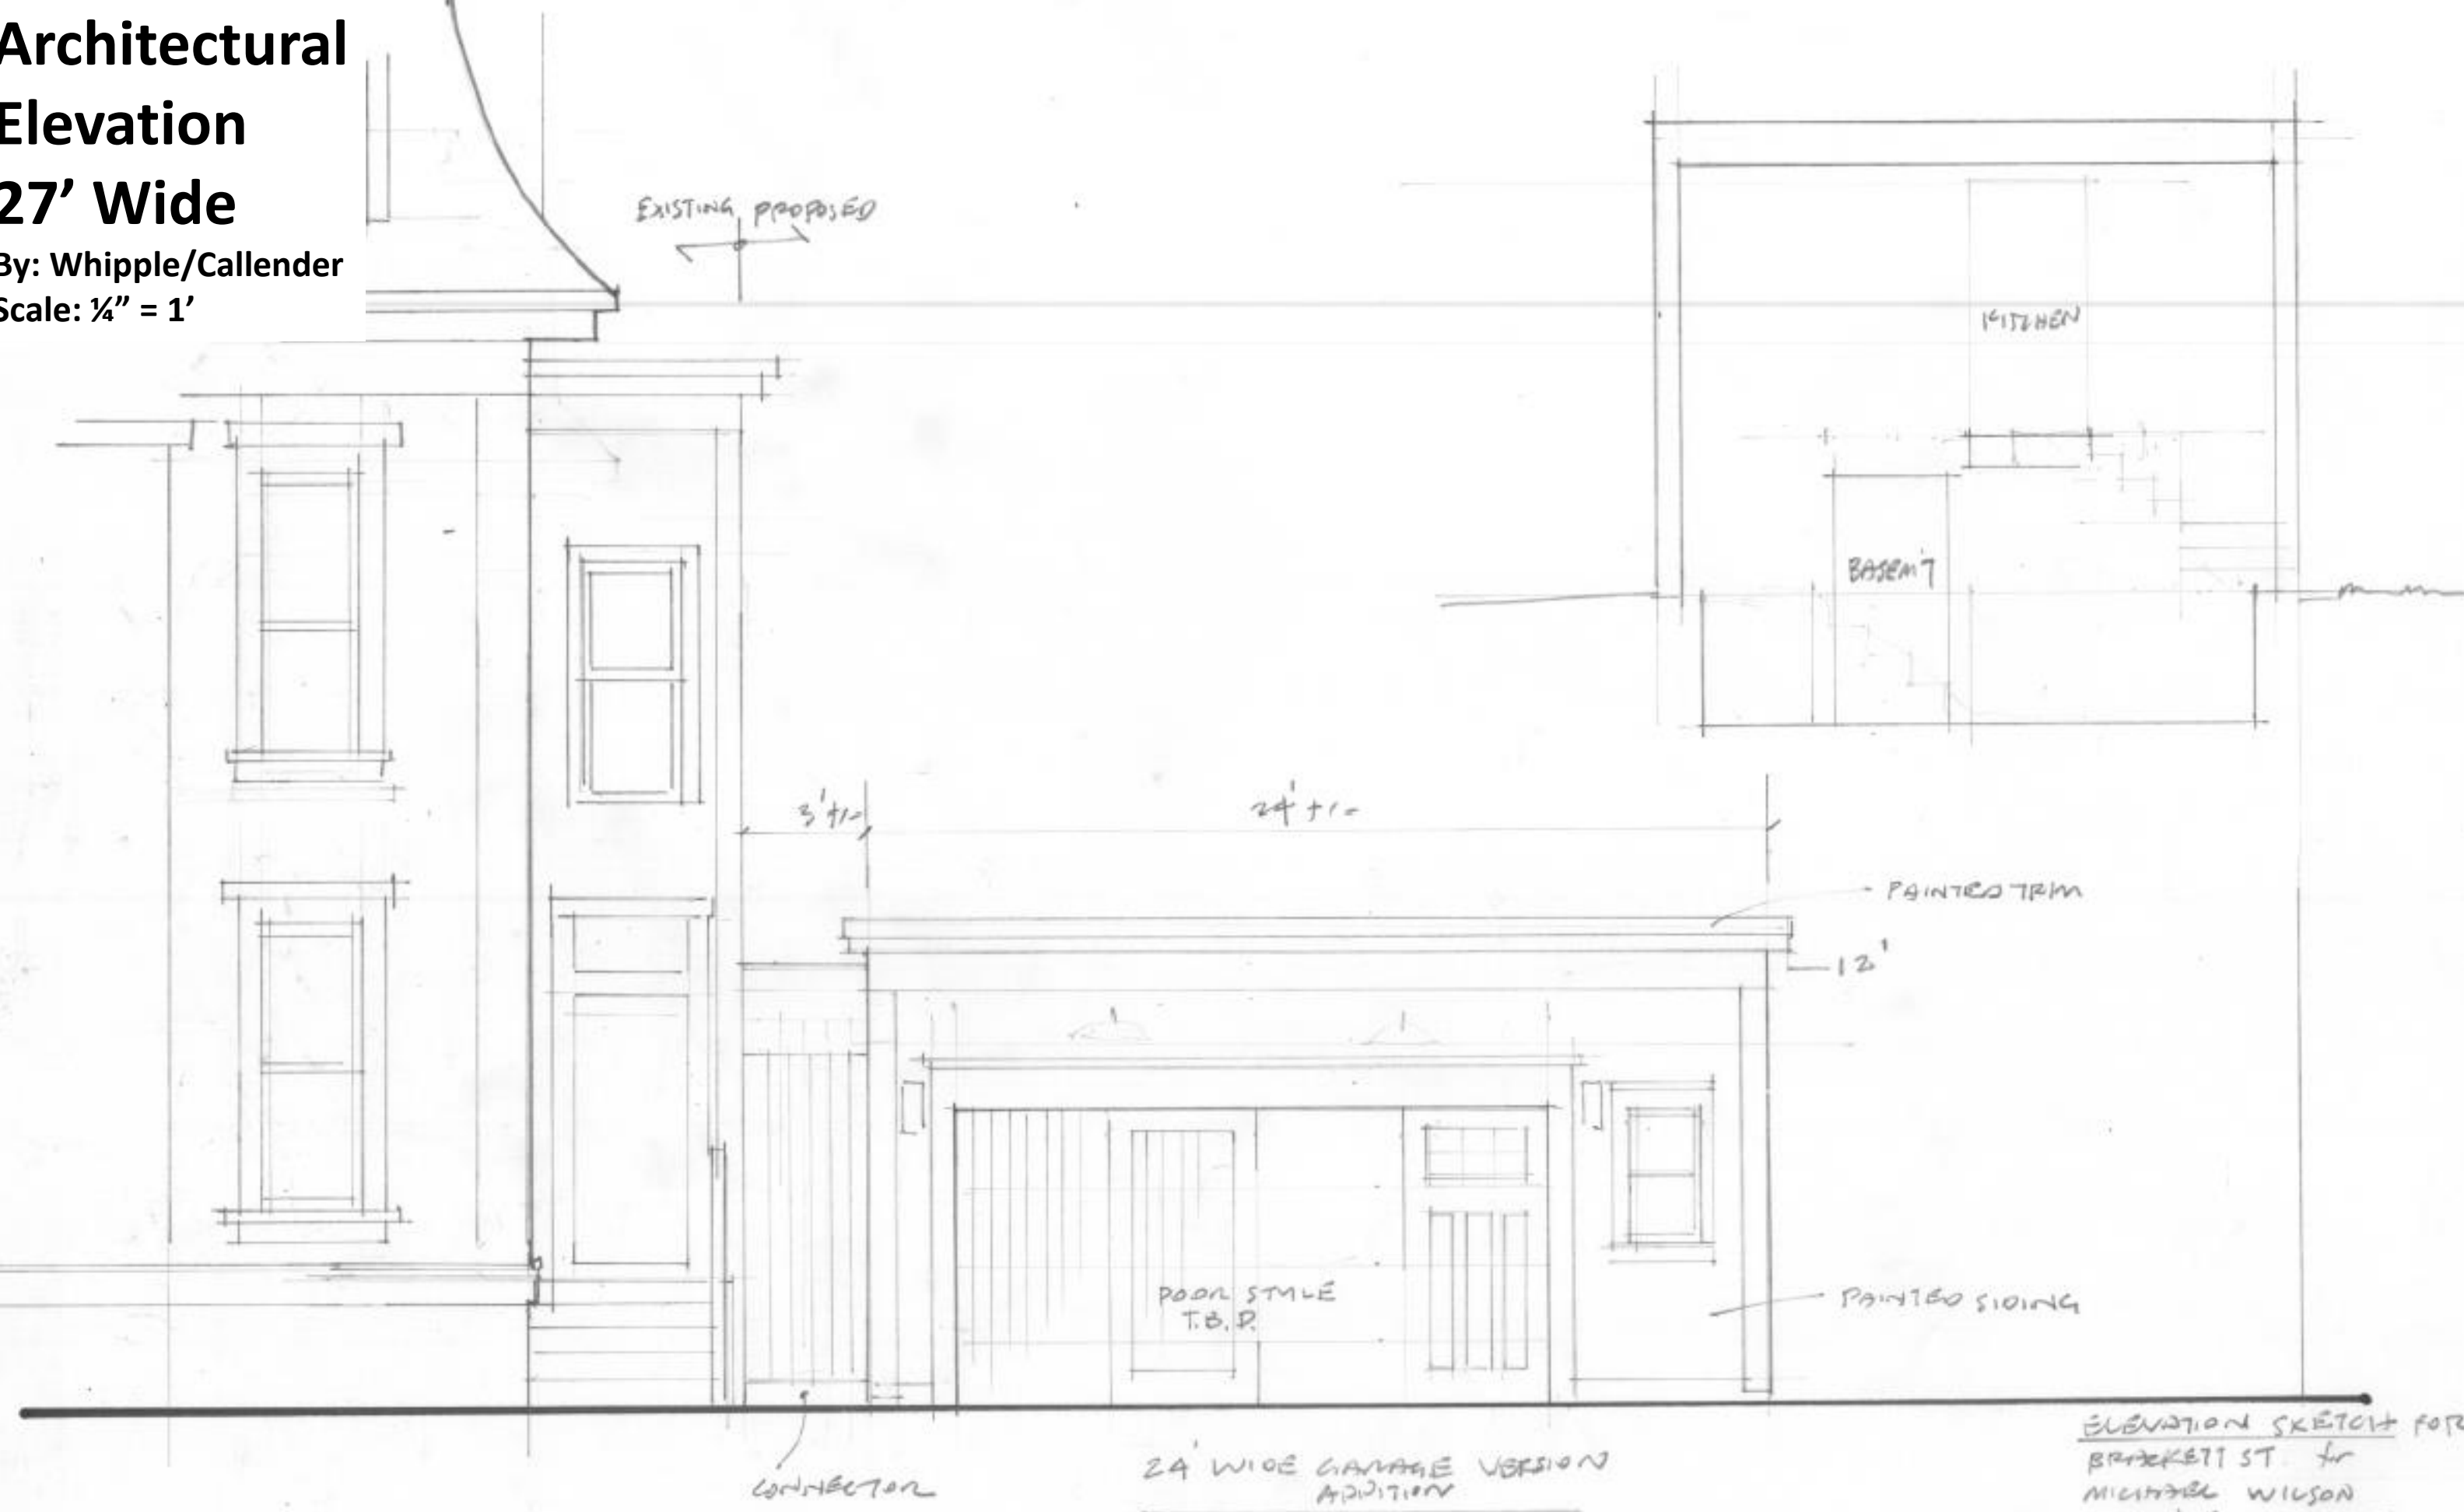 Architectural
Elevation
27’ Wide
By: Whipple/Callender
Scale: ¼” = 1’
EXISTING PROPOSED
KITCHEN
BASEM'T
3' +/-
24' +/-
PAINTED TRIM
12'
DOOR STYLE
T.B.D.
PAINTED SIDING
CONNECTOR
24' WIDE GARAGE VERSION
ADDITION
ELEVATION SKETCH FOR
BRACKETT ST. for
MICHAEL WILSON